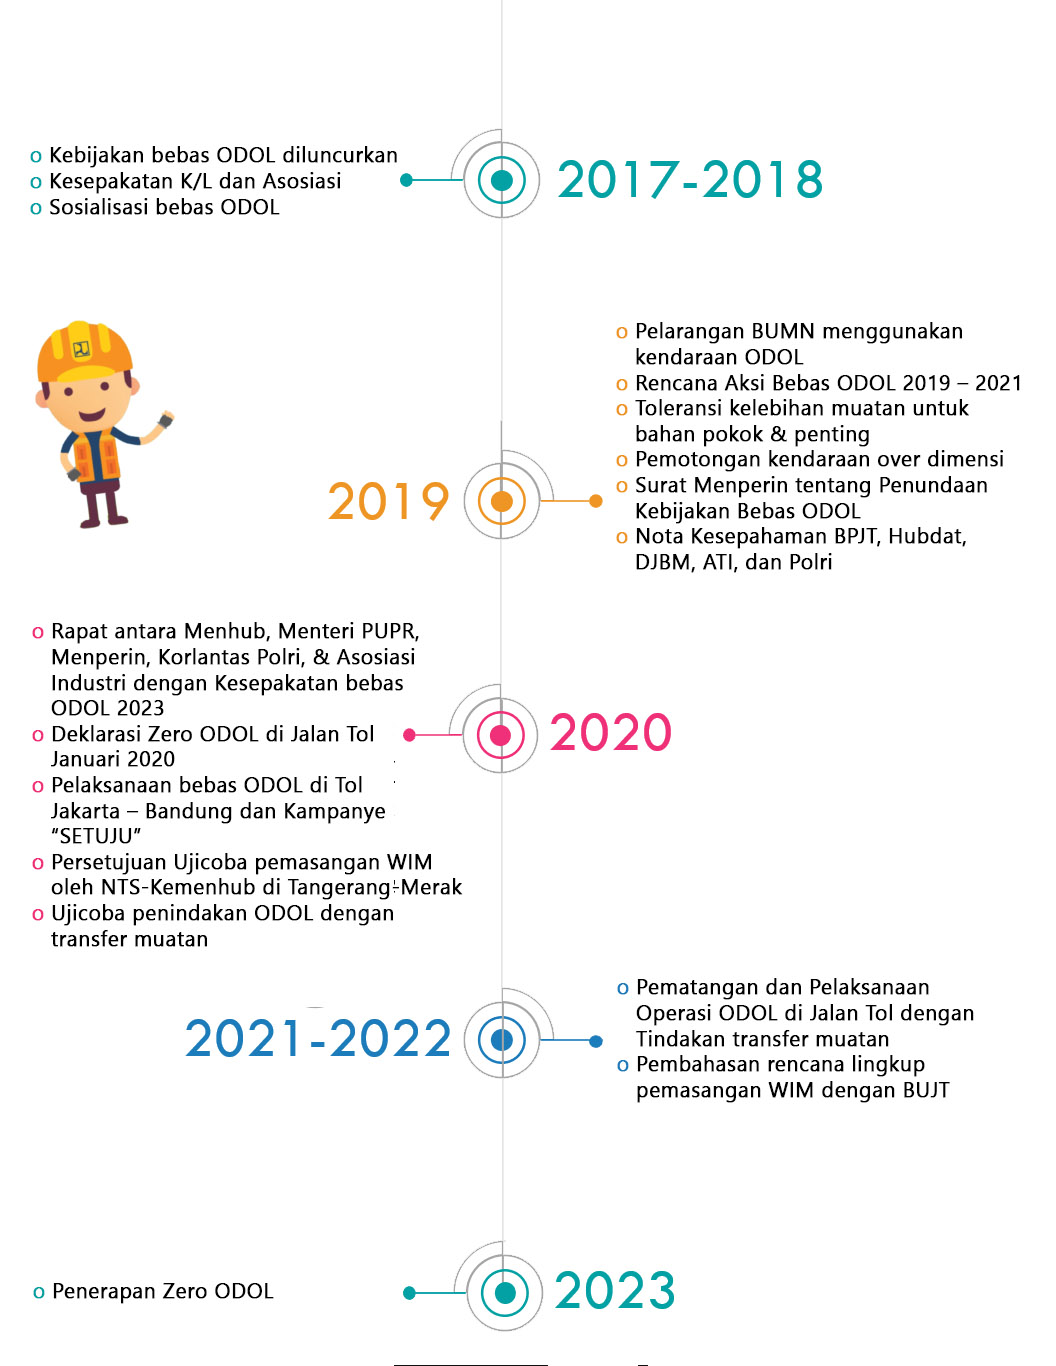 o Kebijakan bebas ODOL diluncurkan
o Kesepakatan K/L dan Asosiasi
o Sosialisasi bebas ODOL
2017-2018
2019
o Pelarangan BUMN menggunakan
kendaraan ODOL
o Rencana Aksi Bebas ODOL 2019 – 2021
o Toleransi kelebihan muatan untuk
bahan pokok & penting
o Pemotongan kendaraan over dimensi
o Surat Menperin tentang Penundaan
Kebijakan Bebas ODOL
o Nota Kesepahaman BPJT, Hubdat,
DJBM, ATI, dan Polri
o Rapat antara Menhub, Menteri PUPR,
Menperin, Korlantas Polri, & Asosiasi
Industri dengan Kesepakatan bebas
ODOL 2023
o Deklarasi Zero ODOL di Jalan Tol
Januari 2020
o Pelaksanaan bebas ODOL di Tol
Jakarta – Bandung dan Kampanye
“SETUJU”
o Persetujuan Ujicoba pemasangan WIM
oleh NTS-Kemenhub di Tangerang-Merak
o Ujicoba penindakan ODOL dengan
transfer muatan
2020
2021-2022
o Pematangan dan Pelaksanaan
Operasi ODOL di Jalan Tol dengan
Tindakan transfer muatan
o Pembahasan rencana lingkup
pemasangan WIM dengan BUJT
o Penerapan Zero ODOL
2023